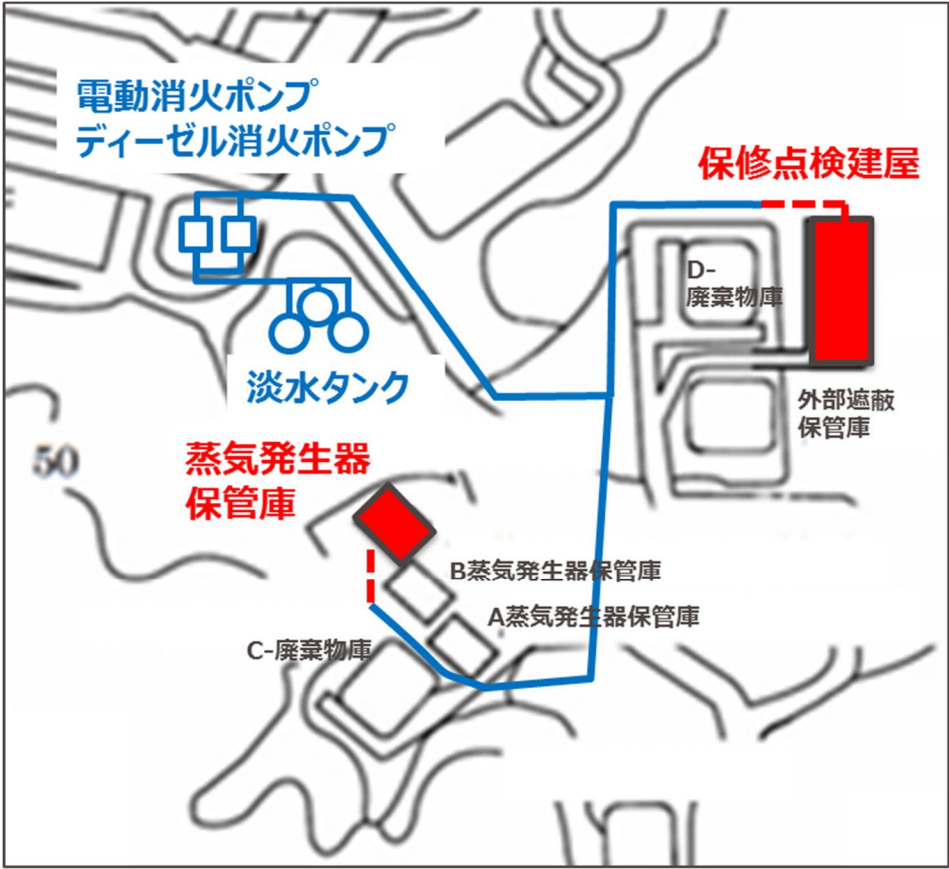 電動消火ポンプ
ディーゼル消火ポンプ
保修点検建屋
D-
廃棄物庫
淡水タンク
外部遮蔽
保管庫
蒸気発生器
保管庫
50
B蒸気発生器保管庫
A蒸気発生器保管庫
C-廃棄物庫